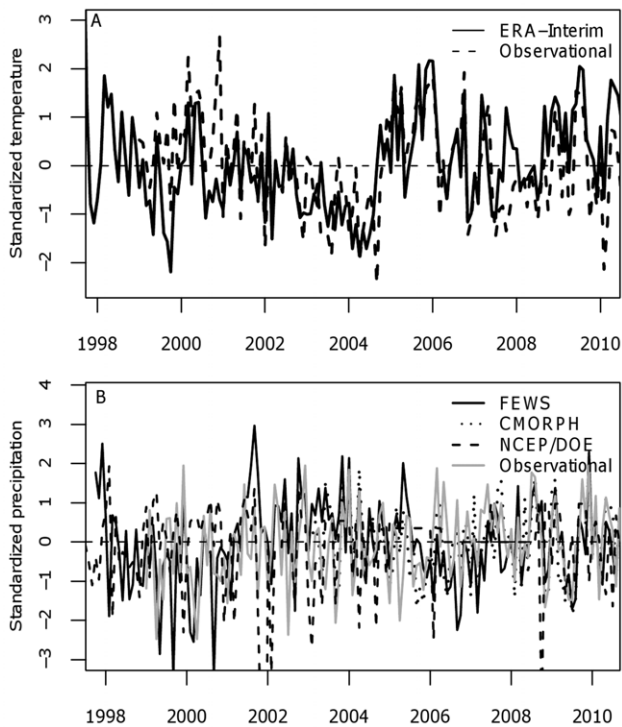 A
ERA-Interim
Observational
Standardized temperature
3
2
1
0
-1
-2
1998 2000 2002 2004 2006 2008 2010
B
FEWS
CMORPH
NCEP/DOE
Observational
Standardized precipitation
4
3
2
1
0
-1
-2
-3
1998 2000 2002 2004 2006 2008 2010